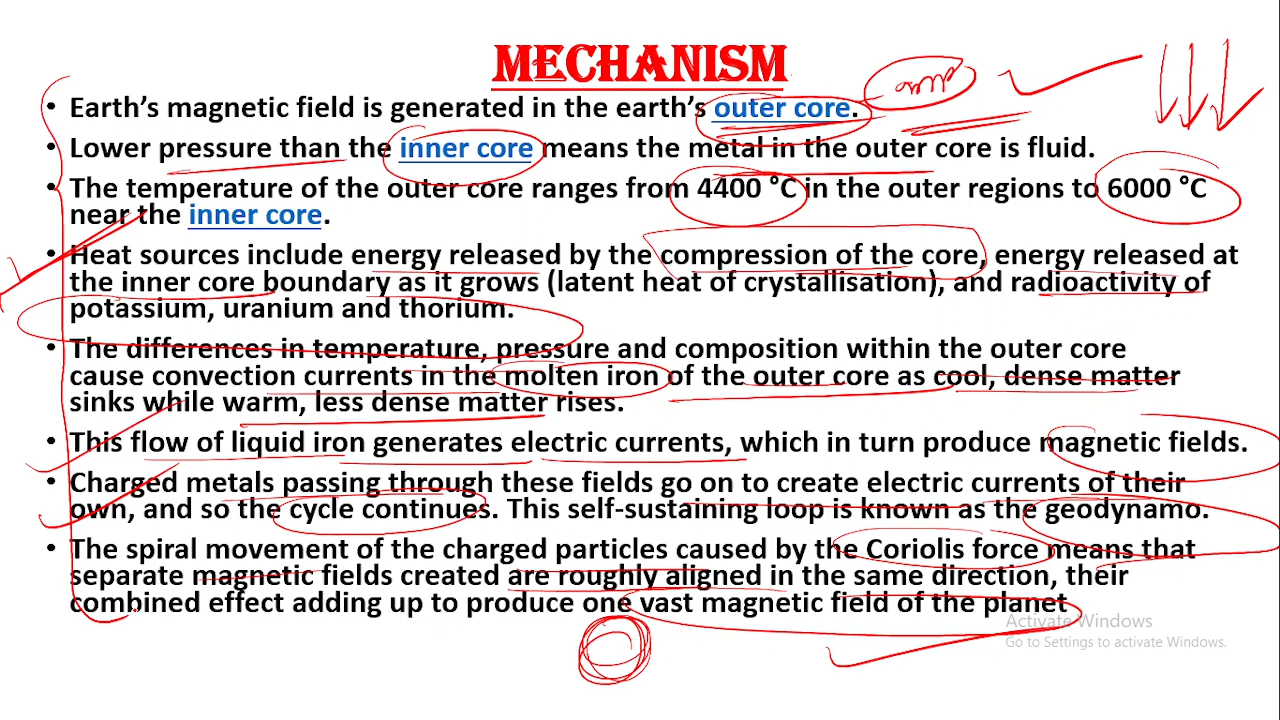 MECHANISM
• Earth's magnetic field is generated in the earth's outer core.
• Lower pressure than the inner core means the metal in the outer core is fluid.
• The temperature of the outer core ranges from 4400 °C in the outer regions to 6000 °C
near the inner core.
• Heat sources include energy released by the compression of the core, energy released at
the inner core boundary as it grows (latent heat of crystallisation), and radioactivity of
potassium, uranium and thorium.
• The differences in temperature, pressure and composition within the outer core
cause convection currents in the molten iron of the outer core as cool, dense matter
sinks while warm, less dense matter rises.
• This flow of liquid iron generates electric currents, which in turn produce magnetic fields.
• Charged metals passing through these fields go on to create electric currents of their
own, and so the cycle continues. This self-sustaining loop is known as the geodynamo.
• The spiral movement of the charged particles caused by the Coriolis force means that
separate magnetic fields created are roughly aligned in the same direction, their
combined effect adding up to produce one vast magnetic field of the planet
Activate Windows
Go to Settings to activate Windows.